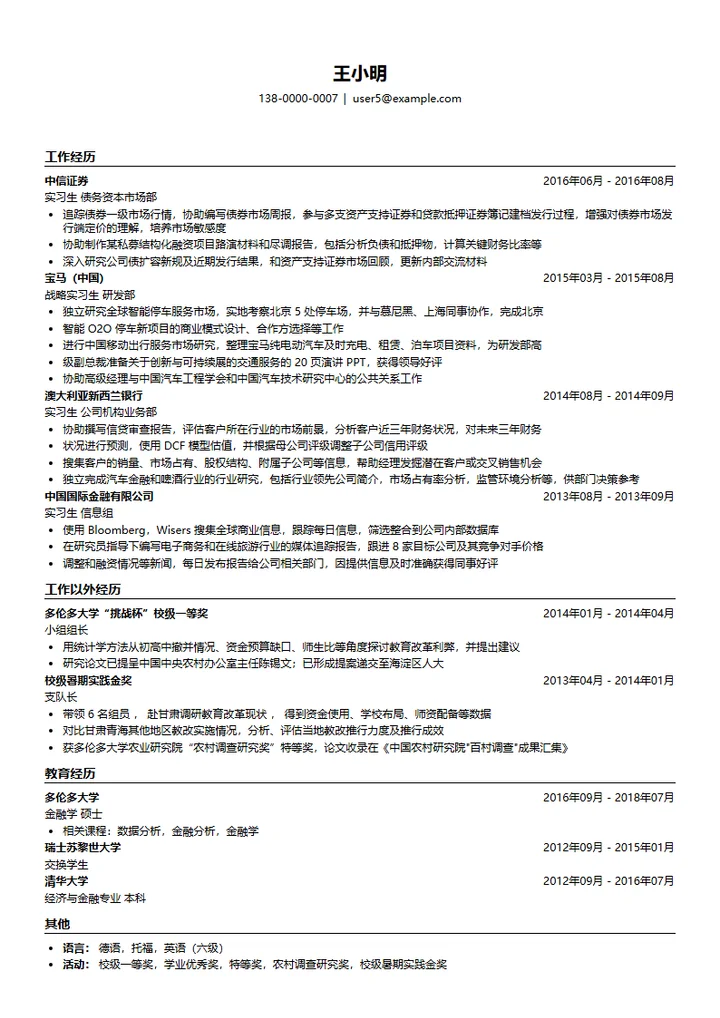 王小明
138-0000-0007 | user5@example.com
工作经历
中信证券 2016年06月 - 2016年08月
实习生 债务资本市场部
• 追踪债券一级市场行情，协助编写债券市场周报，参与多支资产支持证券和贷款抵押证券簿记建档发行过程，增强对债券市场发
行端定价的理解，培养市场敏感度
• 协助制作某私募结构化融资项目路演材料和尽调报告，包括分析负债和抵押物，计算关键财务比率等
• 深入研究公司债扩容新规及近期发行结果，和资产支持证券市场回顾，更新内部交流材料
宝马（中国） 2015年03月 - 2015年08月
战略实习生 研发部
• 独立研究全球智能停车服务市场，实地考察北京 5 处停车场，并与慕尼黑、上海同事协作，完成北京
• 智能 O2O 停车新项目的商业模式设计、合作方选择等工作
• 进行中国移动出行服务市场研究，整理宝马纯电动汽车及时充电、租赁、泊车项目资料，为研发部高
• 级副总裁准备关于创新与可持续展的交通服务的 20 页演讲 PPT，获得领导好评
• 协助高级经理与中国汽车工程学会和中国汽车技术研究中心的公共关系工作
澳大利亚新西兰银行 2014年08月 - 2014年09月
实习生 公司机构业务部
• 协助撰写信贷审查报告，评估客户所在行业的市场前景，分析客户近三年财务状况，对未来三年财务
• 状况进行预测，使用 DCF 模型估值，并根据母公司评级调整子公司信用评级
• 搜集客户的销量、市场占有、股权结构、附属子公司等信息，帮助经理发掘潜在客户或交叉销售机会
• 独立完成汽车金融和啤酒行业的行业研究，包括行业领先公司简介，市场占有率分析，监管环境分析等，供部门决策参考
中国国际金融有限公司 2013年08月 - 2013年09月
实习生 信息组
• 使用 Bloomberg，Wisers 搜集全球商业信息，跟踪每日信息，筛选整合到公司内部数据库
• 在研究员指导下编写电子商务和在线旅游行业的媒体追踪报告，跟进 8 家目标公司及其竞争对手价格
• 调整和融资情况等新闻，每日发布报告给公司相关部门，因提供信息及时准确获得同事好评
工作以外经历
多伦多大学“挑战杯”校级一等奖 2014年01月 - 2014年04月
小组组长
• 用统计学方法从初高中撤并情况、资金预算缺口、师生比等角度探讨教育改革利弊，并提出建议
• 研究论文已提呈中国中央农村办公室主任陈锡文；已形成提案递交至海淀区人大
校级暑期实践金奖 2013年04月 - 2014年01月
支队长
• 带领 6 名组员 ， 赴甘肃调研教育改革现状 ， 得到资金使用、学校布局、师资配备等数据
• 对比甘肃青海其他地区教改实施情况，分析、评估当地教改推行力度及推行成效
• 获多伦多大学农业研究院“农村调查研究奖”特等奖，论文收录在《中国农村研究院"百村调查"成果汇集》
教育经历
多伦多大学 2016年09月 - 2018年07月
金融学 硕士
• 相关课程：数据分析，金融分析，金融学
瑞士苏黎世大学 2012年09月 - 2015年01月
交换学生
清华大学 2012年09月 - 2016年07月
经济与金融专业 本科
其他
• 语言： 德语，托福，英语（六级）
• 活动： 校级一等奖，学业优秀奖，特等奖，农村调查研究奖，校级暑期实践金奖